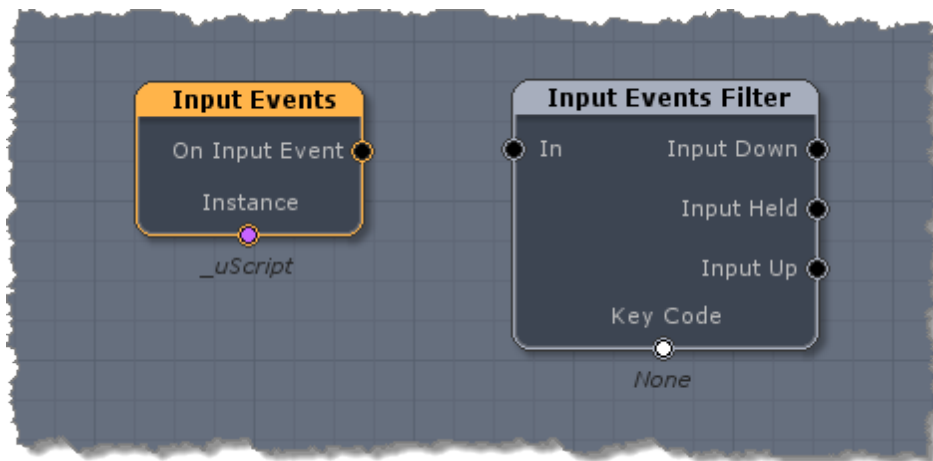 Input Events
On Input Event
Instance
_uScript
Input Events Filter
In Input Down
Input Held
Input Up
Key Code
None